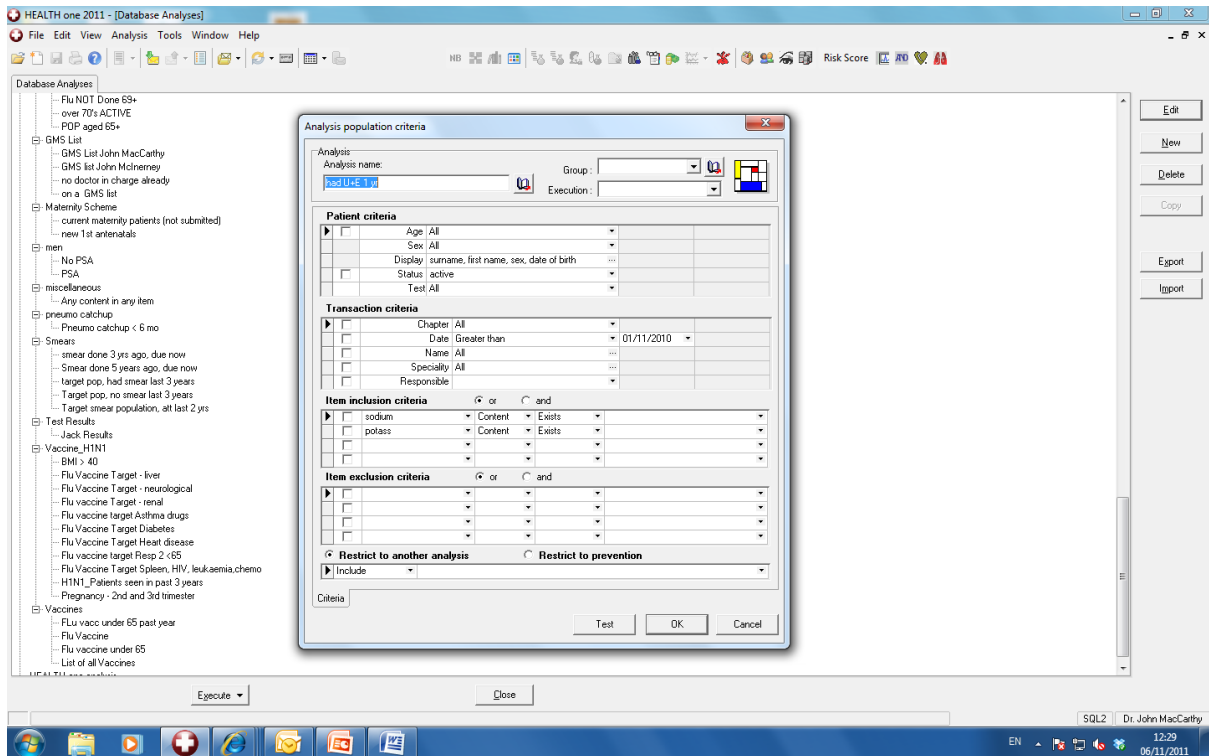 HEALTH one 2011 - [Database Analyses]
File Edit View Analysis Tools Window Help
NB Risk Score
Database Analyses
Flu NOT Done 69+
over 70's ACTIVE
POP aged 65+
GMS List
GMS List John MacCarthy
GMS list John McInerney
no doctor in charge already
on a GMS list
Maternity Scheme
current maternity patients (not submitted)
new 1st antenatals
men
No PSA
PSA
miscellaneous
Any content in any item
pneumo catchup
Pneumo catchup < 6 mo
Smears
smear done 3 yrs ago, due now
Smear done 5 years ago, due now
target pop, had smear last 3 years
Target pop, no smear last 3 years
Target smear population, att last 2 yrs
Test Results
Jack Results
Vaccine_H1N1
BMI > 40
Flu Vaccine Target - liver
Flu Vaccine Target - neurological
Flu vaccine Target - renal
Flu vaccine target Asthma drugs
Flu vaccine Target Diabetes
Flu Vaccine Target Heart disease
Flu vaccine target Resp 2 <65
Flu Vaccine Target Spleen, HIV, leukaemia,chemo
H1N1_Patients seen in past 3 years
Pregnancy - 2nd and 3rd trimester
Vaccines
FLu vacc under 65 past year
Flu Vaccine
Flu vaccine under 65
List of all Vaccines
HEALTH one analysis
Analysis population criteria
Analysis
Analysis name:
had U+E 1 yr
Group :
Execution :
Patient criteria
Age All
Sex All
Display surname, first name, sex, date of birth ...
Status active
Test All
Transaction criteria
Chapter All
Date Greater than 01/11/2010
Name All ...
Speciality All ...
Responsible
Item inclusion criteria or and
sodium Content Exists
potass Content Exists
Item exclusion criteria or and
Restrict to another analysis Restrict to prevention
Include
Criteria
Test OK Cancel
Edit
New
Delete
Copy
Export
Import
Execute Close
SQL2 Dr. John MacCarthy
EN 12:29
06/11/2011